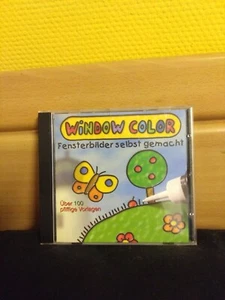 WINDOW COLOR
Fensterbilder selbst gemacht
Über 100
pfiffige Vorlagen